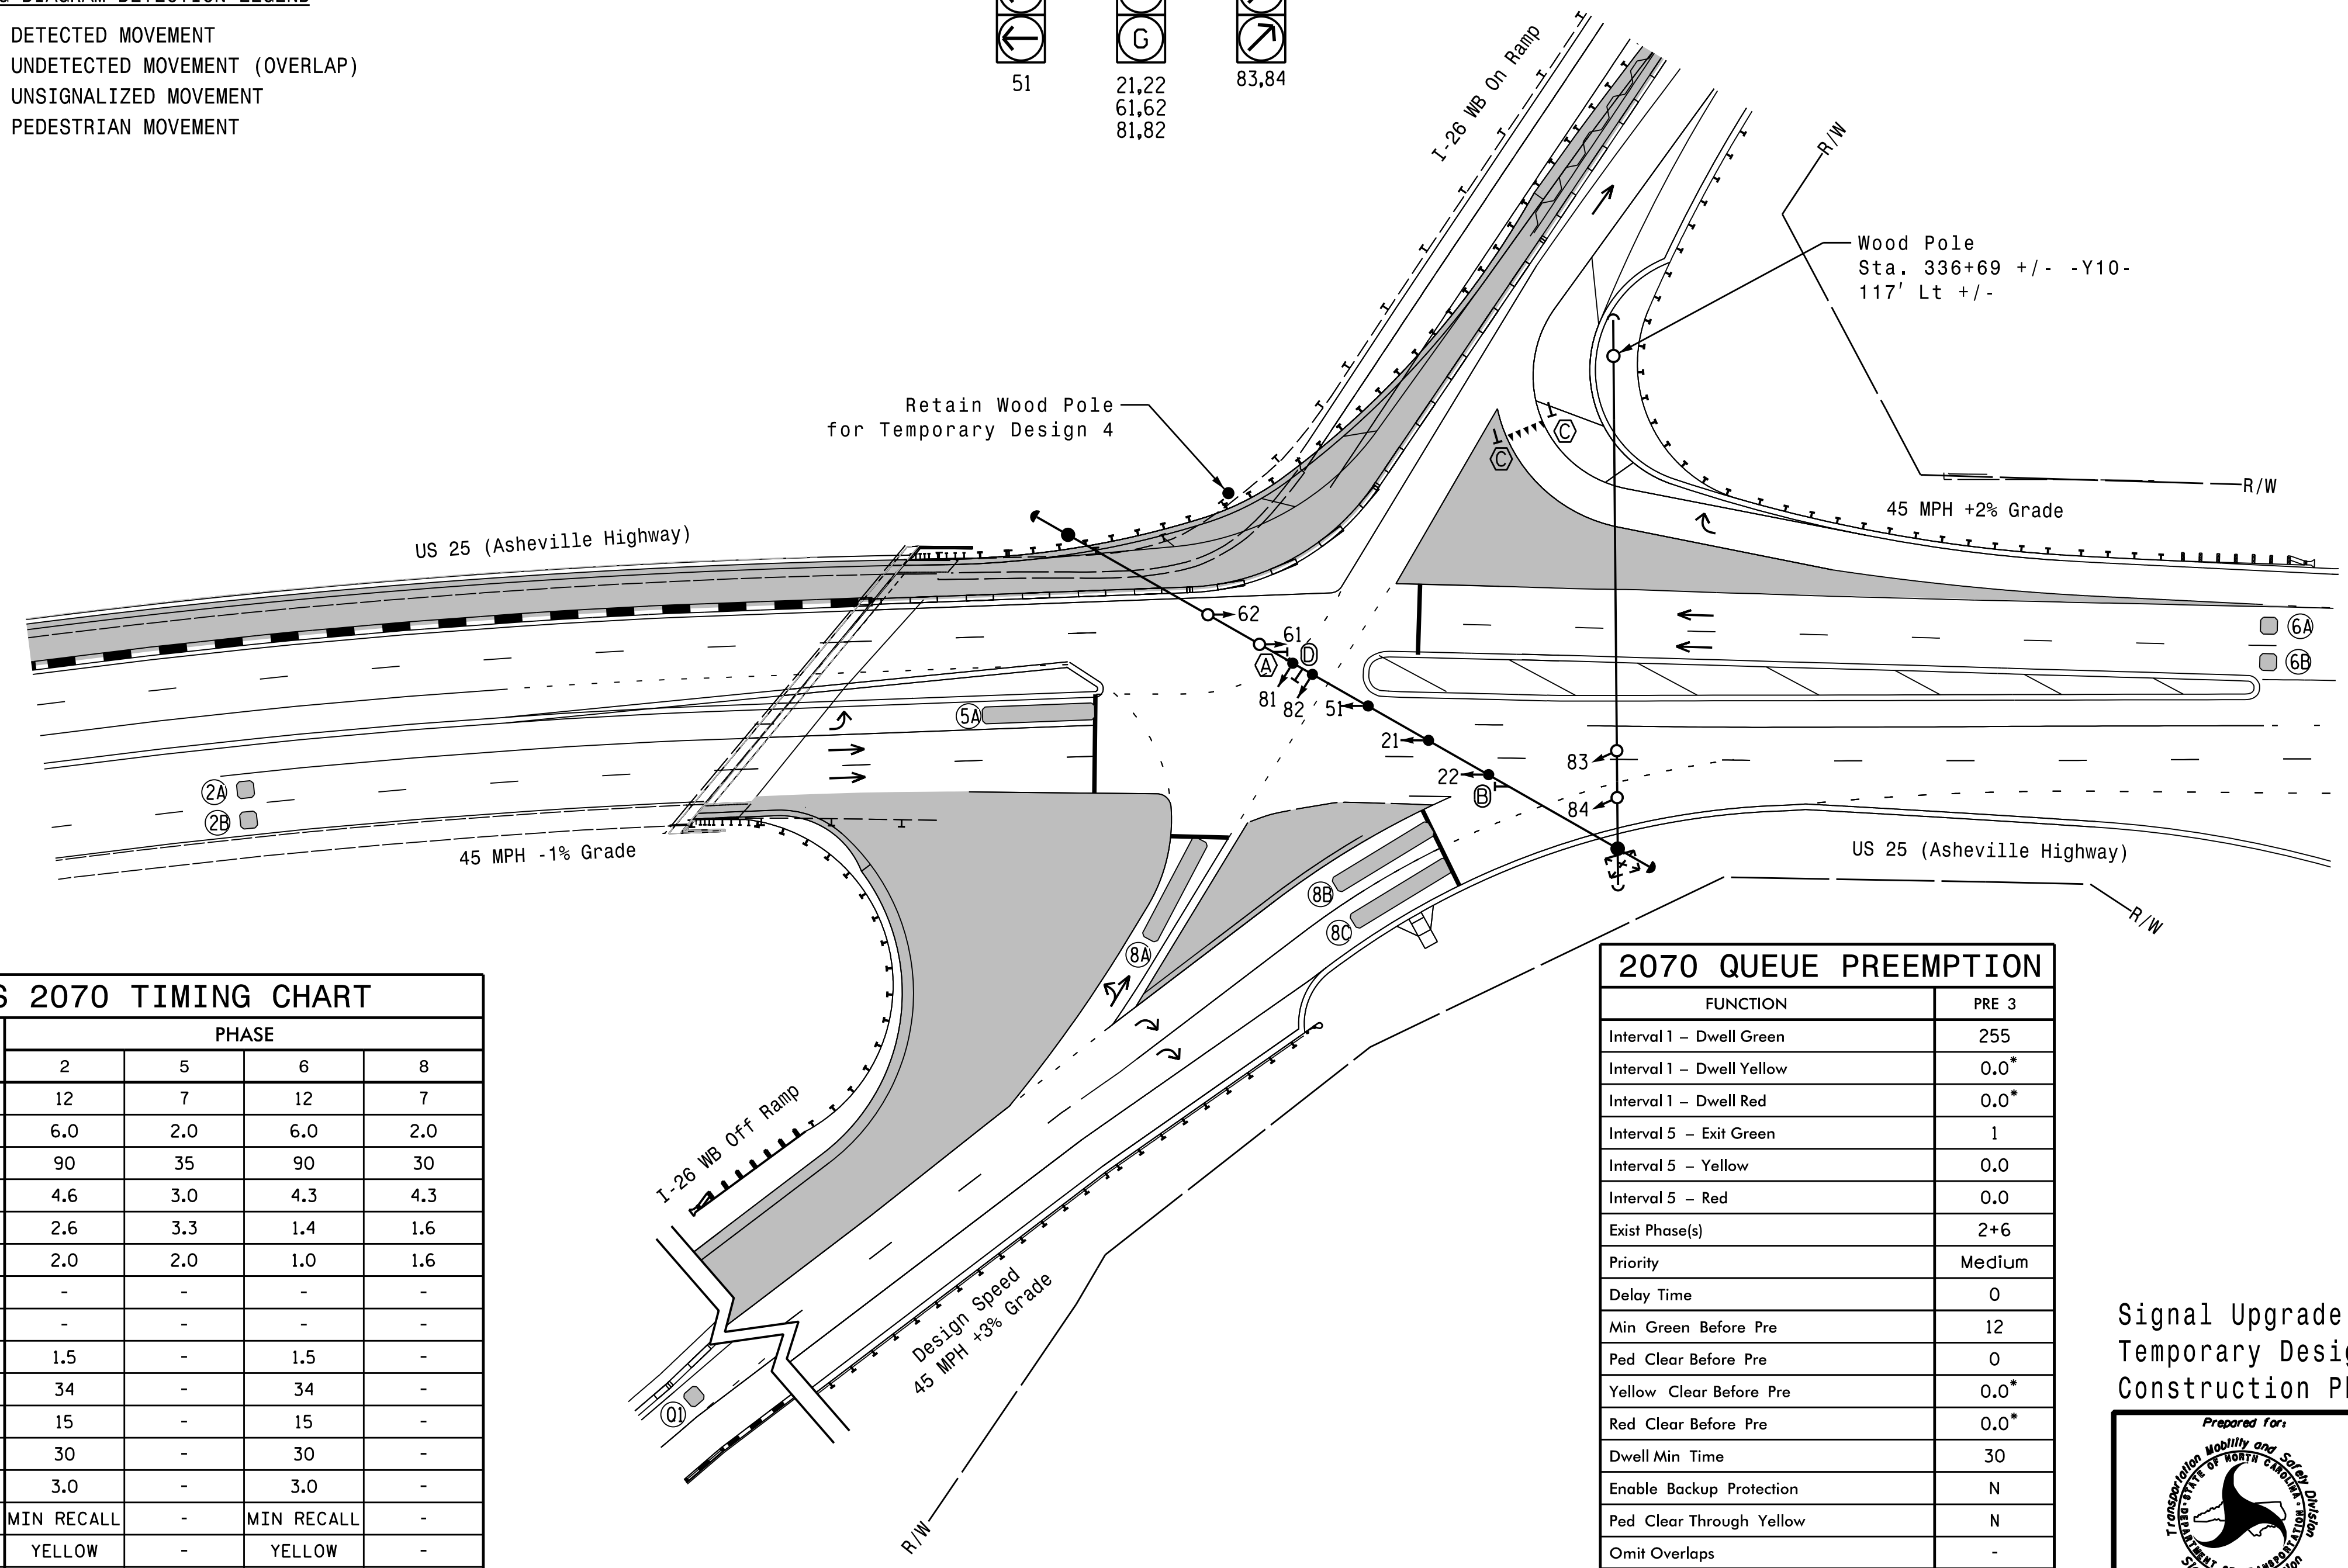 DETECTED MOVEMENT
UNDETECTED MOVEMENT (OVERLAP)
UNSIGNALIZED MOVEMENT
PEDESTRIAN MOVEMENT
G
51
21,22
61,62
81,82
83,84
I-26 WB On Ramp
R/W
Wood Pole
Sta. 336+69 +/- -Y10-
117' Lt +/-
Retain Wood Pole
for Temporary Design 4
C
C
R/W
45 MPH +2% Grade
US 25 (Asheville Highway)
62
61
A
D
81
82
51
21
22
B
83
84
6A
6B
5A
2A
2B
45 MPH -1% Grade
US 25 (Asheville Highway)
R/W
8A
8B
8C
I-26 WB Off Ramp
Design Speed
45 MPH +3% Grade
Q1
R/W
2070 TIMING CHART
PHASE
2 5 6 8
12 7 12 7
6.0 2.0 6.0 2.0
90 35 90 30
4.6 3.0 4.3 4.3
2.6 3.3 1.4 1.6
2.0 2.0 1.0 1.6
- - - -
- - - -
1.5 - 1.5 -
34 - 34 -
15 - 15 -
30 - 30 -
3.0 - 3.0 -
MIN RECALL - MIN RECALL -
YELLOW - YELLOW -
2070 QUEUE PREEMPTION
FUNCTION PRE 3
Interval 1 – Dwell Green 255
Interval 1 – Dwell Yellow 0.0*
Interval 1 – Dwell Red 0.0*
Interval 5 – Exit Green 1
Interval 5 – Yellow 0.0
Interval 5 – Red 0.0
Exist Phase(s) 2+6
Priority Medium
Delay Time 0
Min Green Before Pre 12
Ped Clear Before Pre 0
Yellow Clear Before Pre 0.0*
Red Clear Before Pre 0.0*
Dwell Min Time 30
Enable Backup Protection N
Ped Clear Through Yellow N
Omit Overlaps -
Signal Upgrade
Temporary
Construction
Prepared for:
Transportation Mobility and Safety Division
STATE OF NORTH CAROLINA